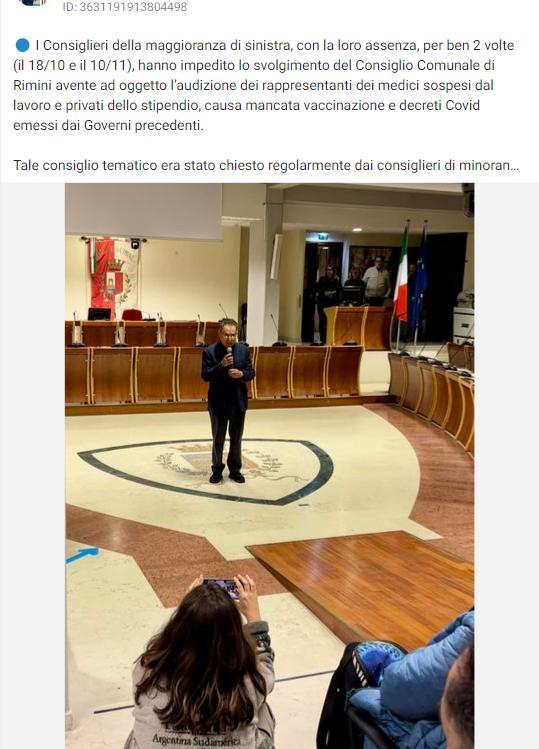 ID: 3631191913804498
🔵 I Consiglieri della maggioranza di sinistra, con la loro assenza, per ben 2 volte
(il 18/10 e il 10/11), hanno impedito lo svolgimento del Consiglio Comunale di
Rimini avente ad oggetto l'audizione dei rappresentanti dei medici sospesi dal
lavoro e privati dello stipendio, causa mancata vaccinazione e decreti Covid
emessi dai Governi precedenti.
Tale consiglio tematico era stato chiesto regolarmente dai consiglieri di minoran...
Argentina Sudamérica